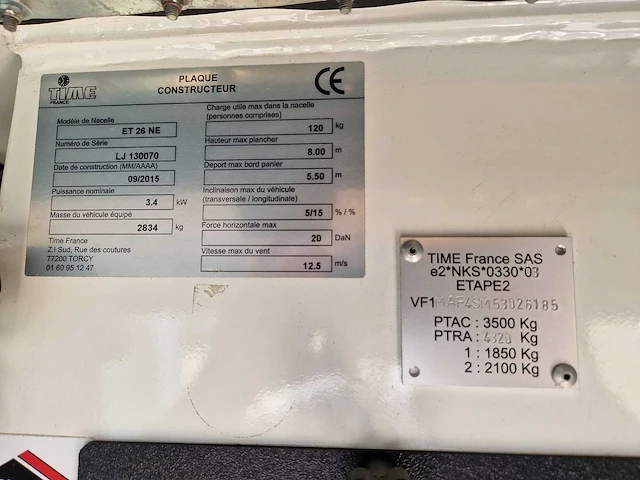 TIME
FRANCE
PLAQUE
CONSTRUCTEUR
CE
Modèle de Nacelle
ET 26 NE
Numéro de Série
LJ 130070
Date de construction (MM/AAAA)
09/2015
Puissance nominale
3.4 kW
Masse du véhicule équipé
2834 kg
Time France
Z.I Sud, Rue des coutures
77200 TORCY
01 60 95 12 47
Charge utile max dans la nacelle
(personnes comprises)
120 kg
Hauteur max plancher
8.00 m
Déport max bord panier
5.50 m
Inclinaison max du véhicule
(transversale / longitudinale)
5/15 % / %
Force horizontale max
20 DaN
Vitesse max du vent
12.5 m/s
TIME France SAS
e2*NKS*0330*03
ETAPE2
VF1MAF4SM53026185
PTAC : 3500 Kg
PTRA : 4320 Kg
1 : 1850 Kg
2 : 2100 Kg